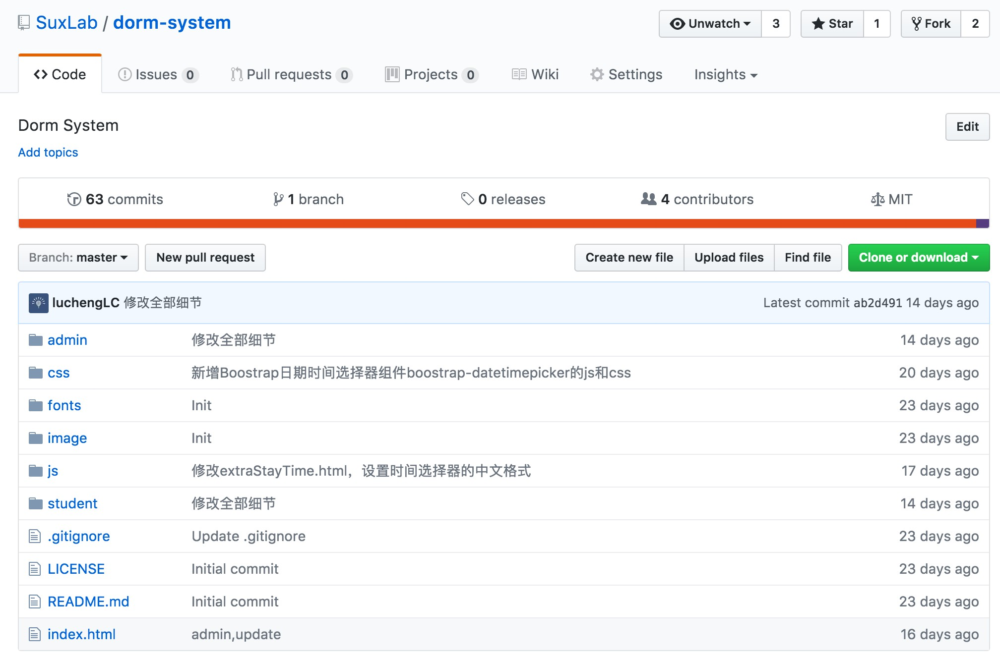 SuxLab / dorm-system Unwatch 3 Star 1 Fork 2
Code Issues 0 Pull requests 0 Projects 0 Wiki Settings Insights
Dorm System Edit
Add topics
63 commits 1 branch 0 releases 4 contributors MIT
Branch: master New pull request Create new file Upload files Find file Clone or download
luchengLC 修改全部细节 Latest commit ab2d491 14 days ago
admin 修改全部细节 14 days ago
css 新增Boostrap日期时间选择器组件boostrap-datetimepicker的js和css 20 days ago
fonts Init 23 days ago
image Init 23 days ago
js 修改extraStayTime.html，设置时间选择器的中文格式 17 days ago
student 修改全部细节 14 days ago
.gitignore Update .gitignore 23 days ago
LICENSE Initial commit 23 days ago
README.md Initial commit 23 days ago
index.html admin,update 16 days ago